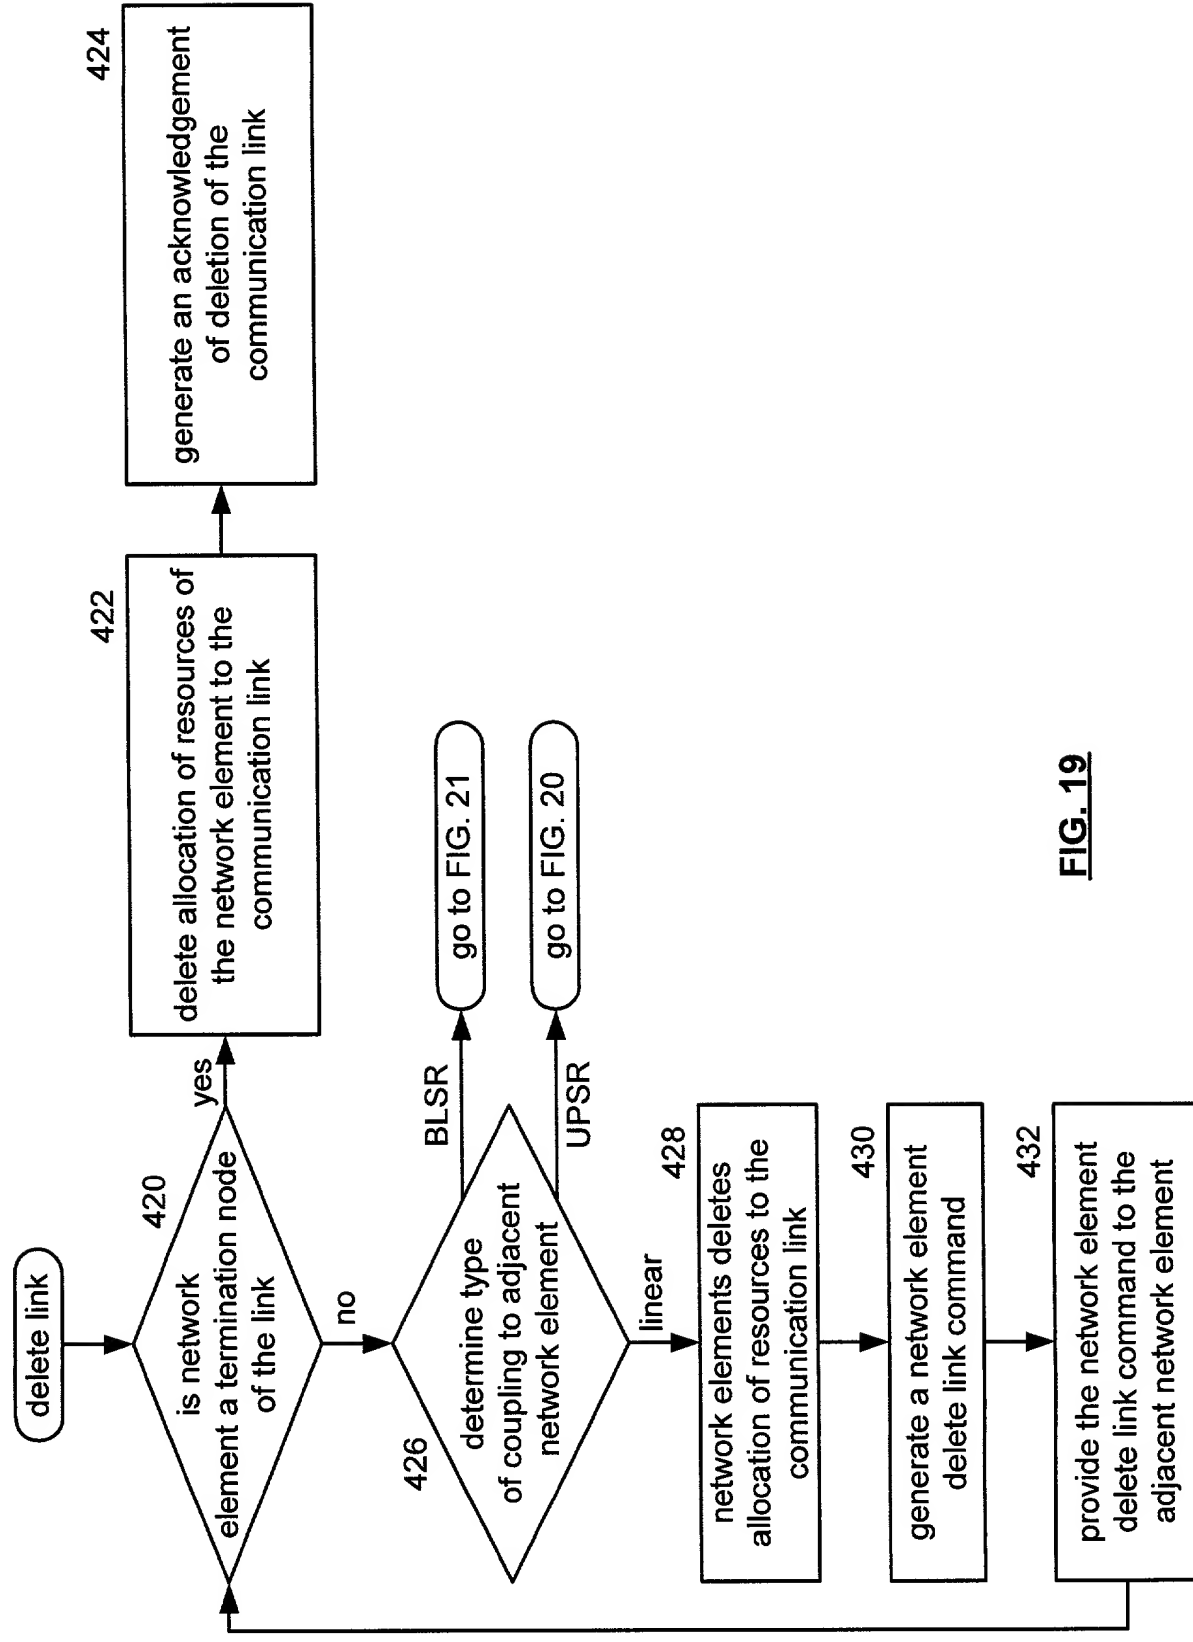 delete link
420
is network
element a termination node
of the link
yes
422
delete allocation of resources of
the network element to the
communication link
424
generate an acknowledgement
of deletion of the
communication link
no
426
determine type
of coupling to adjacent
network element
BLSR
go to FIG. 21
UPSR
go to FIG. 20
linear
428
network elements deletes
allocation of resources to the
communication link
430
generate a network element
delete link command
432
provide the network element
delete link command to the
adjacent network element
FIG. 19